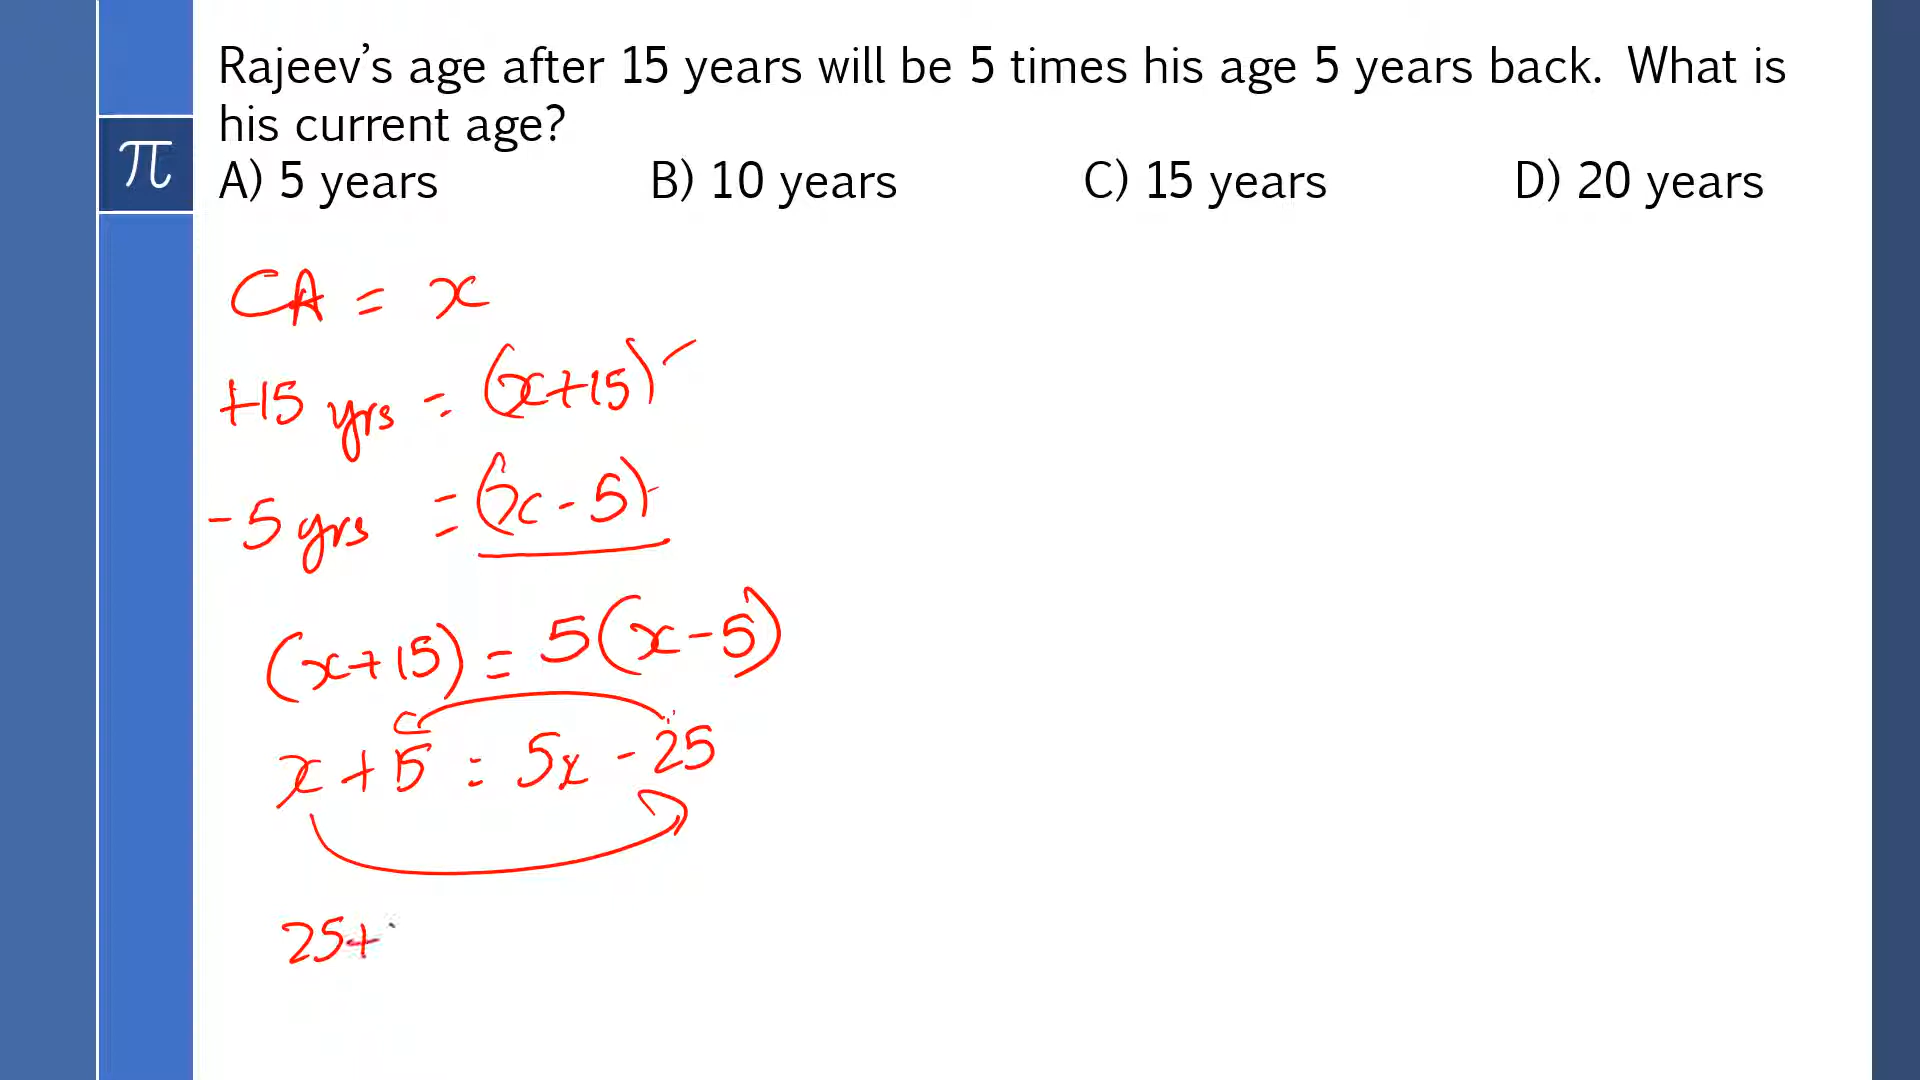 Rajeev’s age after 15 years will be 5 times his age 5 years back. What is
his current age?
π
A) 5 years B) 10 years C) 15 years D) 20 years
CA = x
+15 yrs = (x+15)
-5 yrs = (x - 5)
(x+15) = 5(x-5)
x+15 = 5x - 25
25+